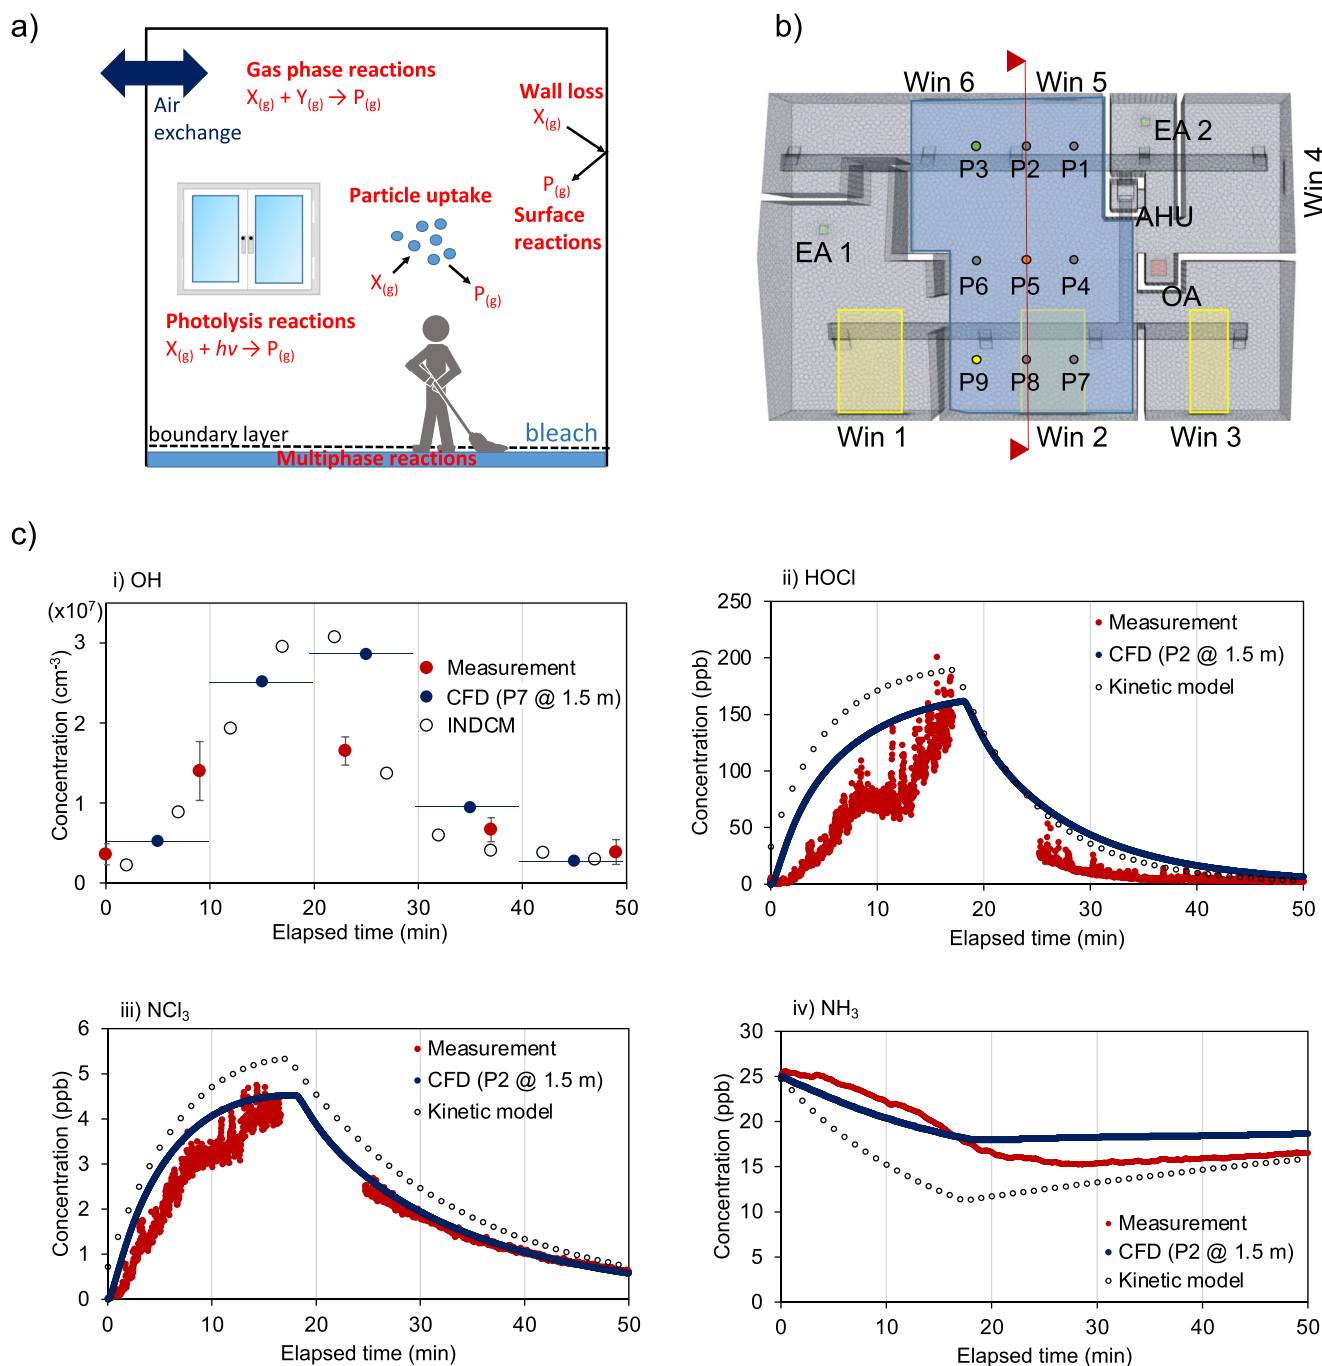 a)
Gas phase reactions
X(g) + Y(g) → P(g)
Air
exchange
Wall loss
X(g)
P(g)
Surface
reactions
Particle uptake
X(g)
P(g)
Photolysis reactions
X(g) + hv → P(g)
boundary layer
bleach
Multiphase reactions
b)
Win 6
Win 5
EA 2
P3
P2
P1
Win 4
AHU
EA 1
P6
P5
P4
OA
P9
P8
P7
Win 1
Win 2
Win 3
c)
i) OH
(x10⁷)
Concentration (cm⁻³)
3
2
1
0
Measurement
CFD (P7 @ 1.5 m)
INDCM
0
10
20
30
40
50
Elapsed time (min)
ii) HOCl
Concentration (ppb)
250
200
150
100
50
0
Measurement
CFD (P2 @ 1.5 m)
Kinetic model
0
10
20
30
40
50
Elapsed time (min)
iii) NCl₃
Concentration (ppb)
6
5
4
3
2
1
0
Measurement
CFD (P2 @ 1.5 m)
Kinetic model
0
10
20
30
40
50
Elapsed time (min)
iv) NH₃
Concentration (ppb)
30
25
20
15
10
5
0
Measurement
CFD (P2 @ 1.5 m)
Kinetic model
0
10
20
30
40
50
Elapsed time (min)